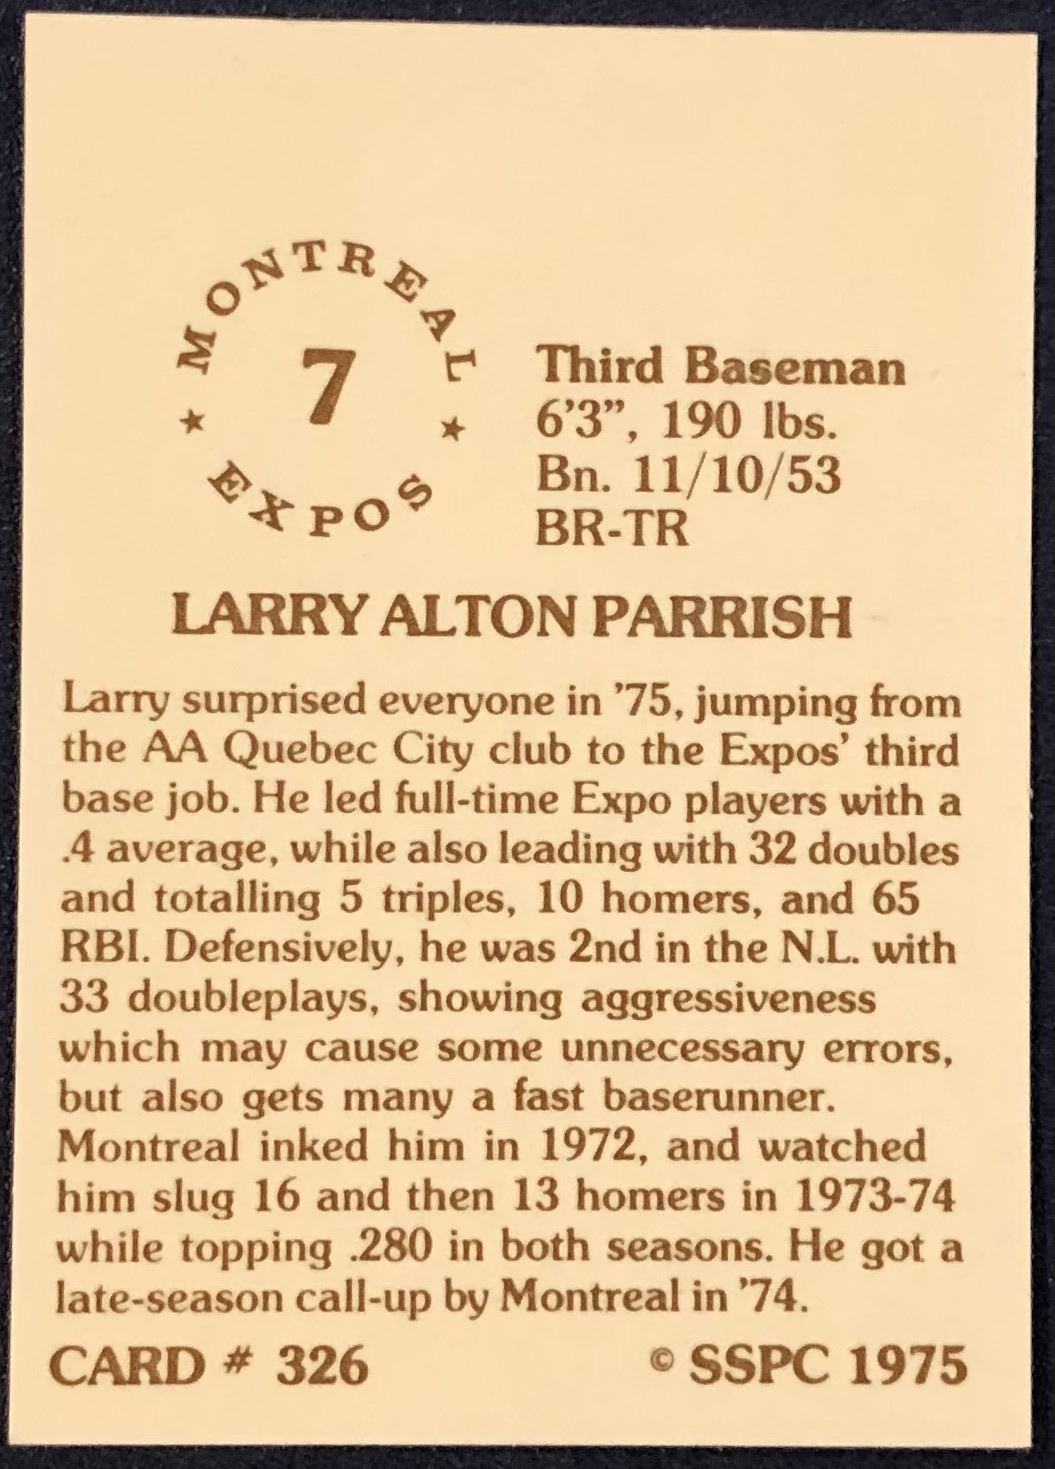 MONTREAL
7
★ ★
EXPOS
Third Baseman
6'3”, 190 lbs.
Bn. 11/10/53
BR-TR
LARRY ALTON PARRISH
Larry surprised everyone in '75, jumping from
the AA Quebec City club to the Expos' third
base job. He led full-time Expo players with a
.4 average, while also leading with 32 doubles
and totalling 5 triples, 10 homers, and 65
RBI. Defensively, he was 2nd in the N.L. with
33 doubleplays, showing aggressiveness
which may cause some unnecessary errors,
but also gets many a fast baserunner.
Montreal inked him in 1972, and watched
him slug 16 and then 13 homers in 1973-74
while topping .280 in both seasons. He got a
late-season call-up by Montreal in '74.
CARD # 326
© SSPC 1975